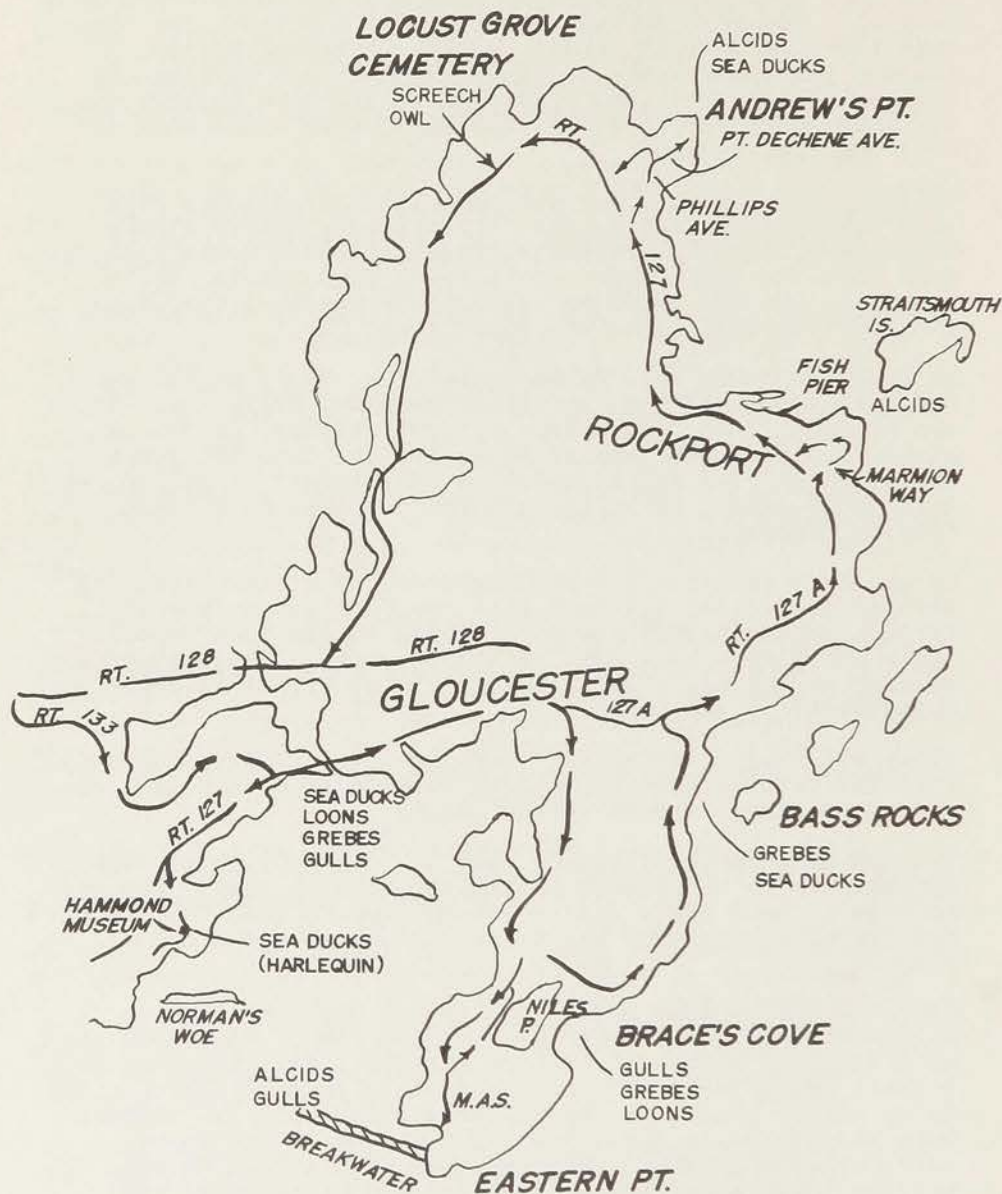 LOCUST GROVE
CEMETERY
SCREECH
OWL
ALCIDS
SEA DUCKS
ANDREW'S PT.
PT. DECHENE AVE.
RT.
PHILLIPS
AVE.
127
STRAITSMOUTH
IS.
FISH
PIER
ALCIDS
ROCKPORT
MARMION
WAY
RT. 127 A
RT. 128
RT. 128
GLOUCESTER
127 A
RT. 133
RT. 127
SEA DUCKS
LOONS
GREBES
GULLS
BASS ROCKS
GREBES
SEA DUCKS
HAMMOND
MUSEUM
SEA DUCKS
(HARLEQUIN)
NORMAN'S
WOE
NILES
P.
BRACE'S COVE
GULLS
GREBES
LOONS
ALCIDS
GULLS
M.A.S.
BREAKWATER
EASTERN PT.